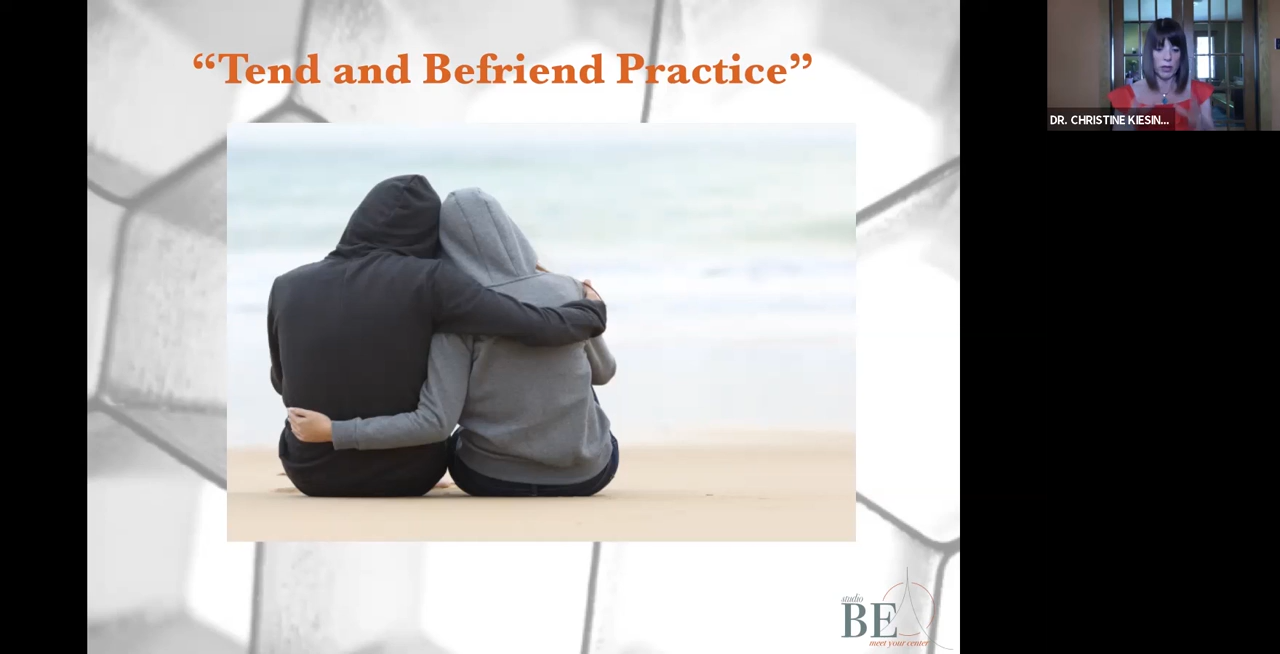 “Tend and Befriend Practice”
DR. CHRISTINE KIESIN...
studio
BE
meet your center